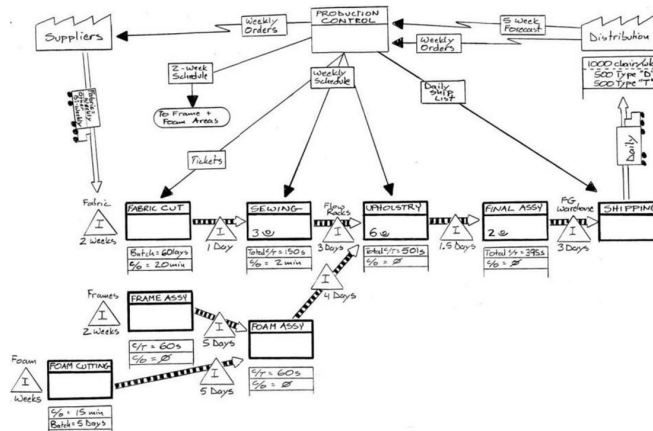 PRODUCTION
CONTROL
Weekly
Orders
5 Week
Forecast
Weekly
Orders
Suppliers
Distribution
2-Week
Schedule
Weekly
Schedule
Daily
Ship
List
1000 chairs/wk
500 Type "D"
500 Type "T"
To Frame +
Foam Areas
Tickets
Daily
Fabric
I
2 Weeks
FABRIC CUT
Batch = 60 lays
C/O = 20 min
I
1 Day
SEWING
3
Total C/T = 150s
C/O = 2 min
Flow
Racks
I
3 Days
UPHOLSTRY
6
Total C/T = 501s
C/O = Ø
I
1.5 Days
FINAL ASSY
2
C/O = Ø
FG
Warehouse
I
3 Days
SHIPPING
I
4 Days
Frames
I
2 Weeks
FRAME ASSY
C/T = 60s
C/O = Ø
I
5 Days
FOAM ASSY
C/T = 60s
C/O = Ø
Foam
I
Weeks
FOAM CUTTING
C/O = 15 min
Batch = 5 Days
I
5 Days